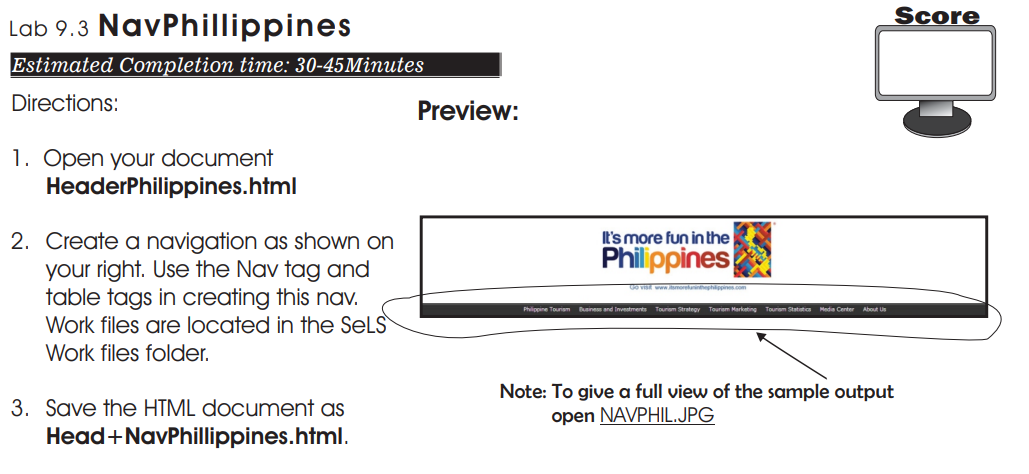 Lab 9.3 NavPhillippines
Score
Estimated Completion time: 30-45Minutes
Directions:
Preview:
1. Open your document
HeaderPhilippines.html
2. Create a navigation as shown on
your right. Use the Nav tag and
table tags in creating this nav.
Work files are located in the SeLS
Work files folder.
3. Save the HTML document as
Head+NavPhillippines.html.
It's more fun in the
Philippines
Go visit www.itsmorefuninthephilippines.com
Philippine Tourism Business and Investments Tourism Strategy Tourism Marketing Tourism Statistics Media Center About Us
Note: To give a full view of the sample output
open NAVPHIL.JPG